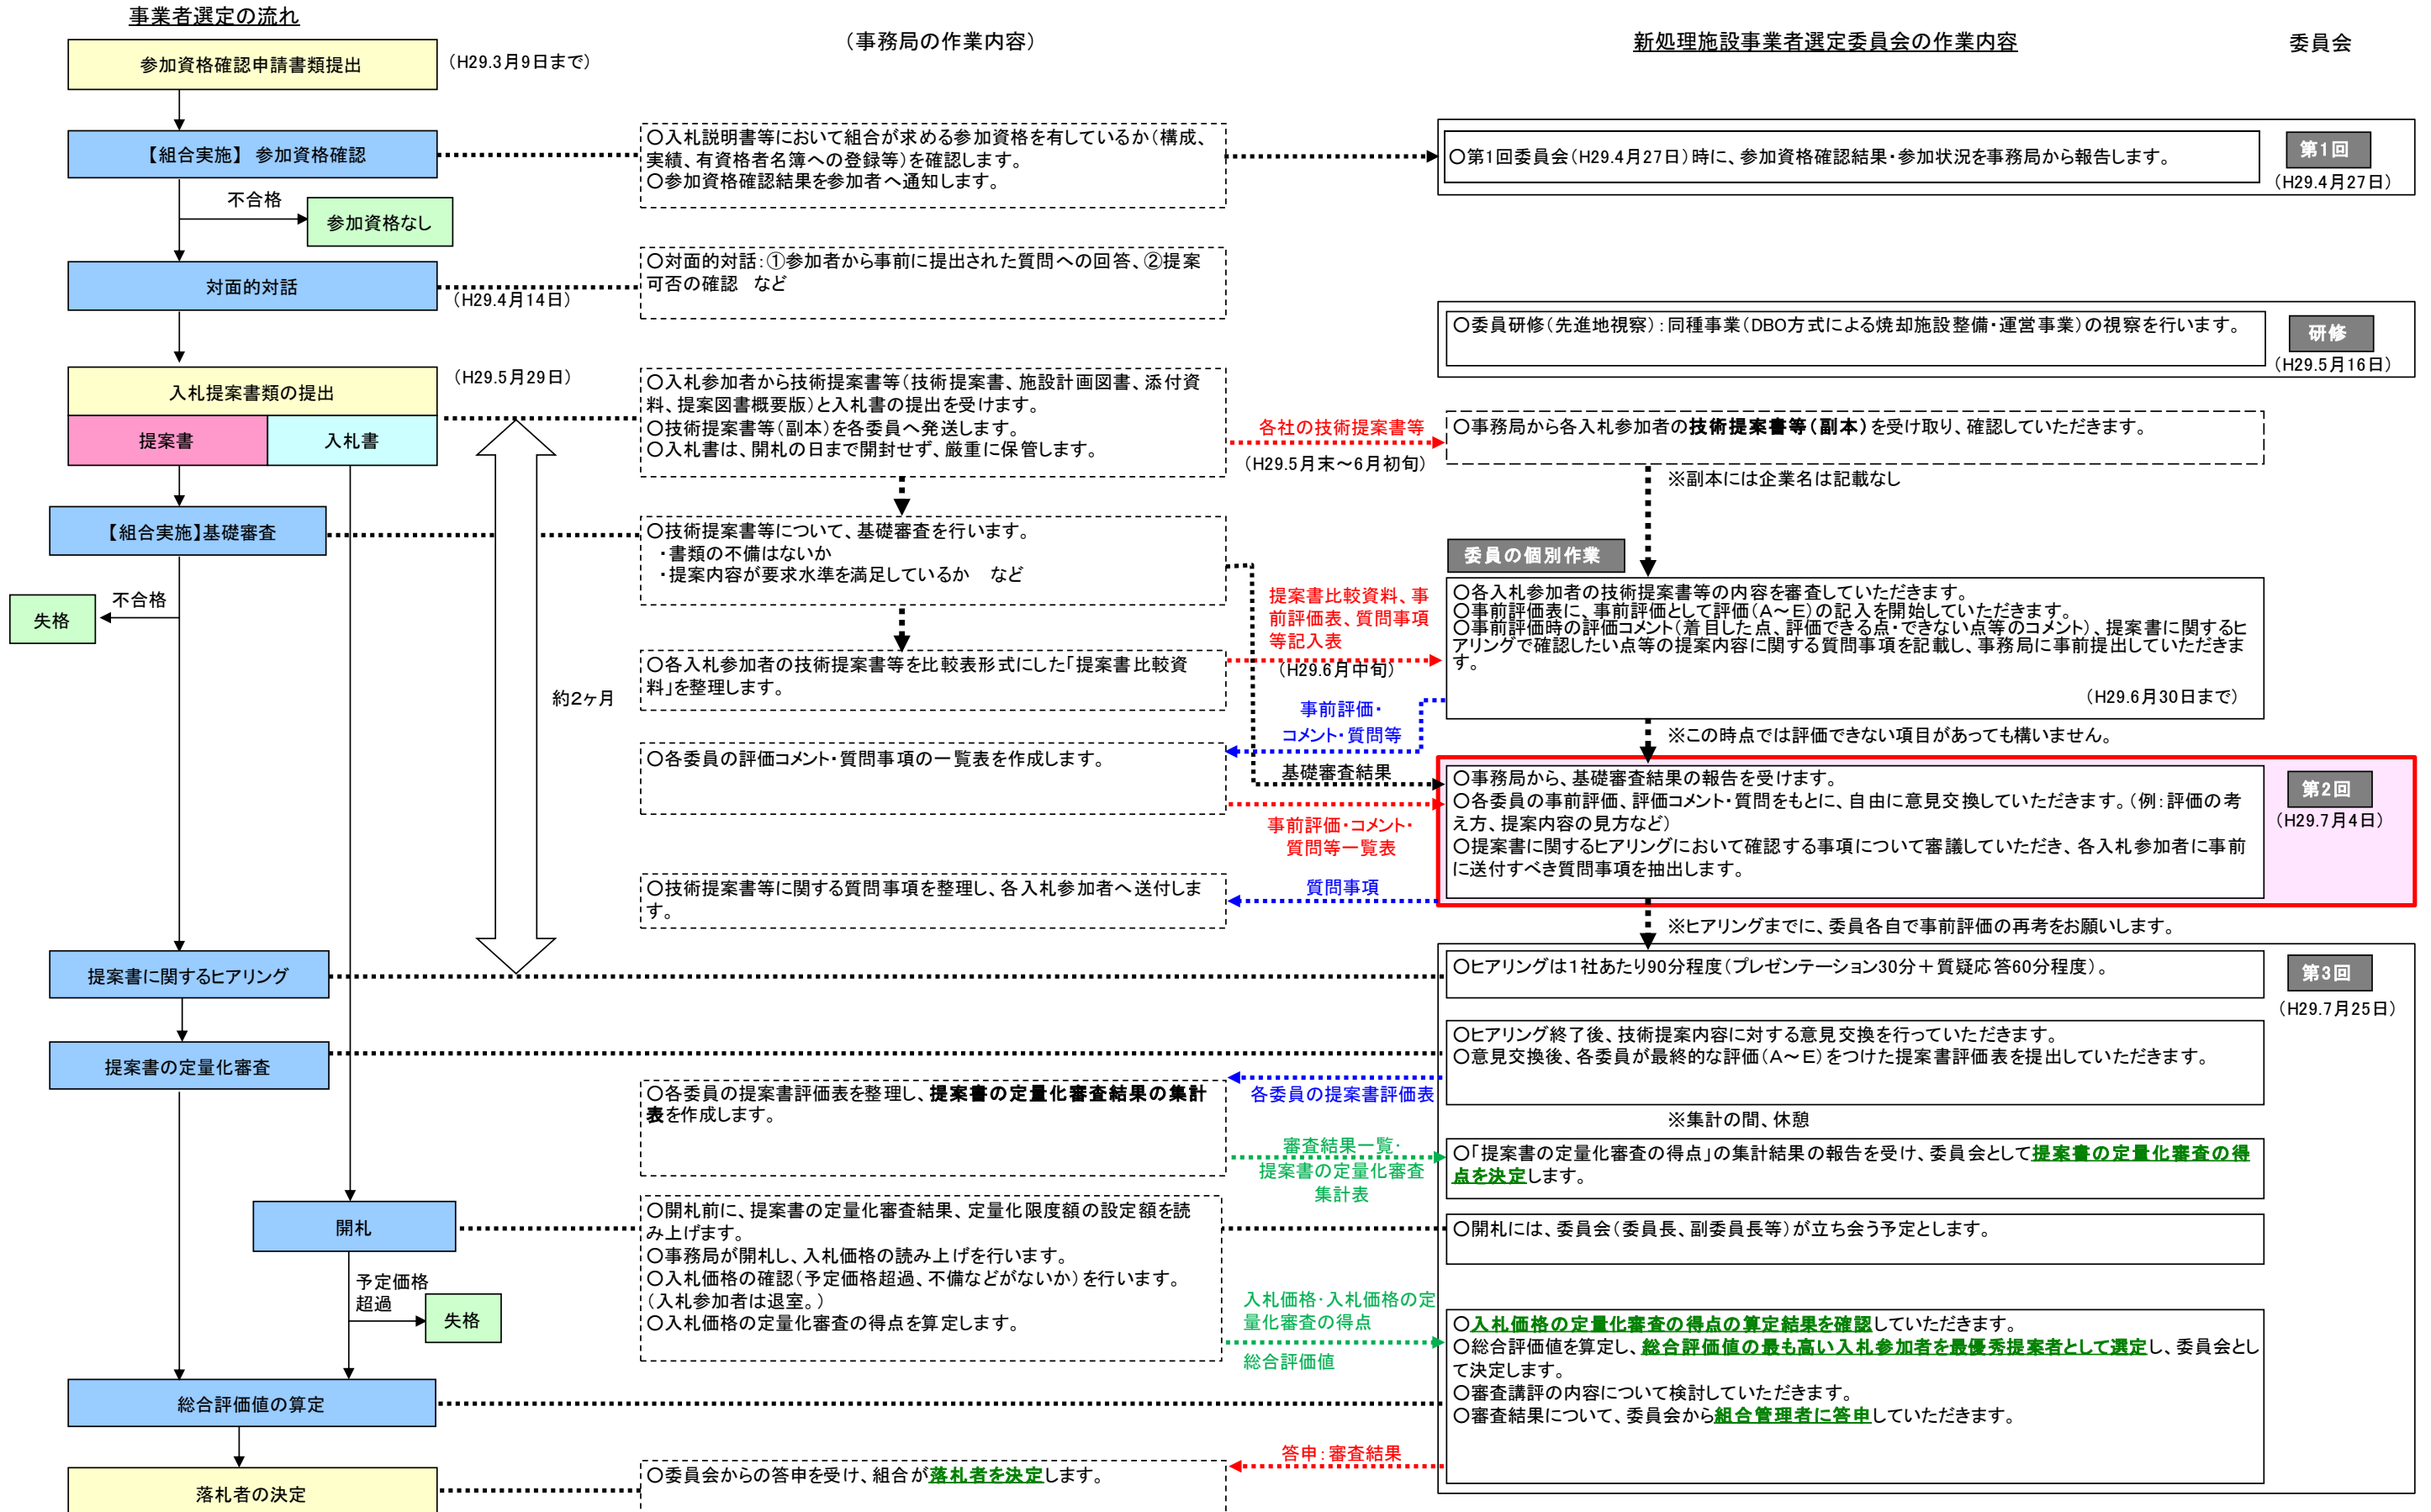 事業者選定の流れ
（事務局の作業内容）
新処理施設事業者選定委員会の作業内容
委員会
参加資格確認申請書類提出
（H29.3月9日まで）
【組合実施】 参加資格確認
〇入札説明書等において組合が求める参加資格を有しているか（構成、
実績、有資格者名簿への登録等）を確認します。
〇参加資格確認結果を参加者へ通知します。
〇第1回委員会（H29.4月27日）時に、参加資格確認結果・参加状況を事務局から報告します。
第1回
（H29.4月27日）
不合格
参加資格なし
対面的対話
（H29.4月14日）
〇対面的対話：①参加者から事前に提出された質問への回答、②提案
可否の確認　など
〇委員研修（先進地視察）：同種事業（DBO方式による焼却施設整備・運営事業）の視察を行います。
研修
（H29.5月16日）
入札提案書類の提出
（H29.5月29日）
提案書
入札書
〇入札参加者から技術提案書等（技術提案書、施設計画図書、添付資
料、提案図書概要版）と入札書の提出を受けます。
〇技術提案書等（副本）を各委員へ発送します。
〇入札書は、開札の日まで開封せず、厳重に保管します。
各社の技術提案書等
（H29.5月末～6月初旬）
〇事務局から各入札参加者の技術提案書等（副本）を受け取り、確認していただきます。
※副本には企業名は記載なし
【組合実施】基礎審査
〇技術提案書等について、基礎審査を行います。
・書類の不備はないか
・提案内容が要求水準を満足しているか　など
不合格
失格
委員の個別作業
提案書比較資料、事
前評価表、質問事項
等記入表
（H29.6月中旬）
〇各入札参加者の技術提案書等の内容を審査していただきます。
〇事前評価表に、事前評価として評価（A～E）の記入を開始していただきます。
〇事前評価時の評価コメント（着目した点、評価できる点・できない点等のコメント）、提案書に関するヒ
アリングで確認したい点等の提案内容に関する質問事項を記載し、事務局に事前提出していただきま
す。
（H29.6月30日まで）
〇各入札参加者の技術提案書等を比較表形式にした「提案書比較資
料」を整理します。
約2ヶ月
事前評価・
コメント・質問等
※この時点では評価できない項目があっても構いません。
〇各委員の評価コメント・質問事項の一覧表を作成します。
基礎審査結果
事前評価・コメント・
質問等一覧表
〇事務局から、基礎審査結果の報告を受けます。
〇各委員の事前評価、評価コメント・質問をもとに、自由に意見交換していただきます。（例：評価の考
え方、提案内容の見方など）
〇提案書に関するヒアリングにおいて確認する事項について審議していただき、各入札参加者に事前
に送付すべき質問事項を抽出します。
第2回
（H29.7月4日）
〇技術提案書等に関する質問事項を整理し、各入札参加者へ送付しま
す。
質問事項
※ヒアリングまでに、委員各自で事前評価の再考をお願いします。
提案書に関するヒアリング
〇ヒアリングは1社あたり90分程度（プレゼンテーション30分＋質疑応答60分程度）。
第3回
（H29.7月25日）
提案書の定量化審査
〇ヒアリング終了後、技術提案内容に対する意見交換を行っていただきます。
〇意見交換後、各委員が最終的な評価（A～E）をつけた提案書評価表を提出していただきます。
〇各委員の提案書評価表を整理し、提案書の定量化審査結果の集計
表を作成します。
各委員の提案書評価表
※集計の間、休憩
審査結果一覧・
提案書の定量化審査
集計表
〇「提案書の定量化審査の得点」の集計結果の報告を受け、委員会として提案書の定量化審査の得
点を決定します。
開札
〇開札前に、提案書の定量化審査結果、定量化限度額の設定額を読
み上げます。
〇事務局が開札し、入札価格の読み上げを行います。
〇入札価格の確認（予定価格超過、不備などがないか）を行います。
（入札参加者は退室。）
〇入札価格の定量化審査の得点を算定します。
〇開札には、委員会（委員長、副委員長等）が立ち会う予定とします。
予定価格
超過
失格
入札価格・入札価格の定
量化審査の得点
総合評価値
〇入札価格の定量化審査の得点の算定結果を確認していただきます。
〇総合評価値を算定し、総合評価値の最も高い入札参加者を最優秀提案者として選定し、委員会とし
て決定します。
〇審査講評の内容について検討していただきます。
〇審査結果について、委員会から組合管理者に答申していただきます。
総合評価値の算定
答申：審査結果
〇委員会からの答申を受け、組合が落札者を決定します。
落札者の決定